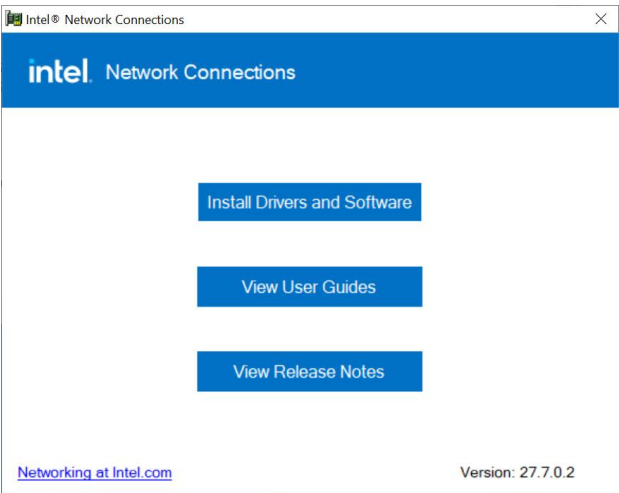 Intel® Network Connections
intel. Network Connections
Install Drivers and Software
View User Guides
View Release Notes
Networking at Intel.com Version: 27.7.0.2